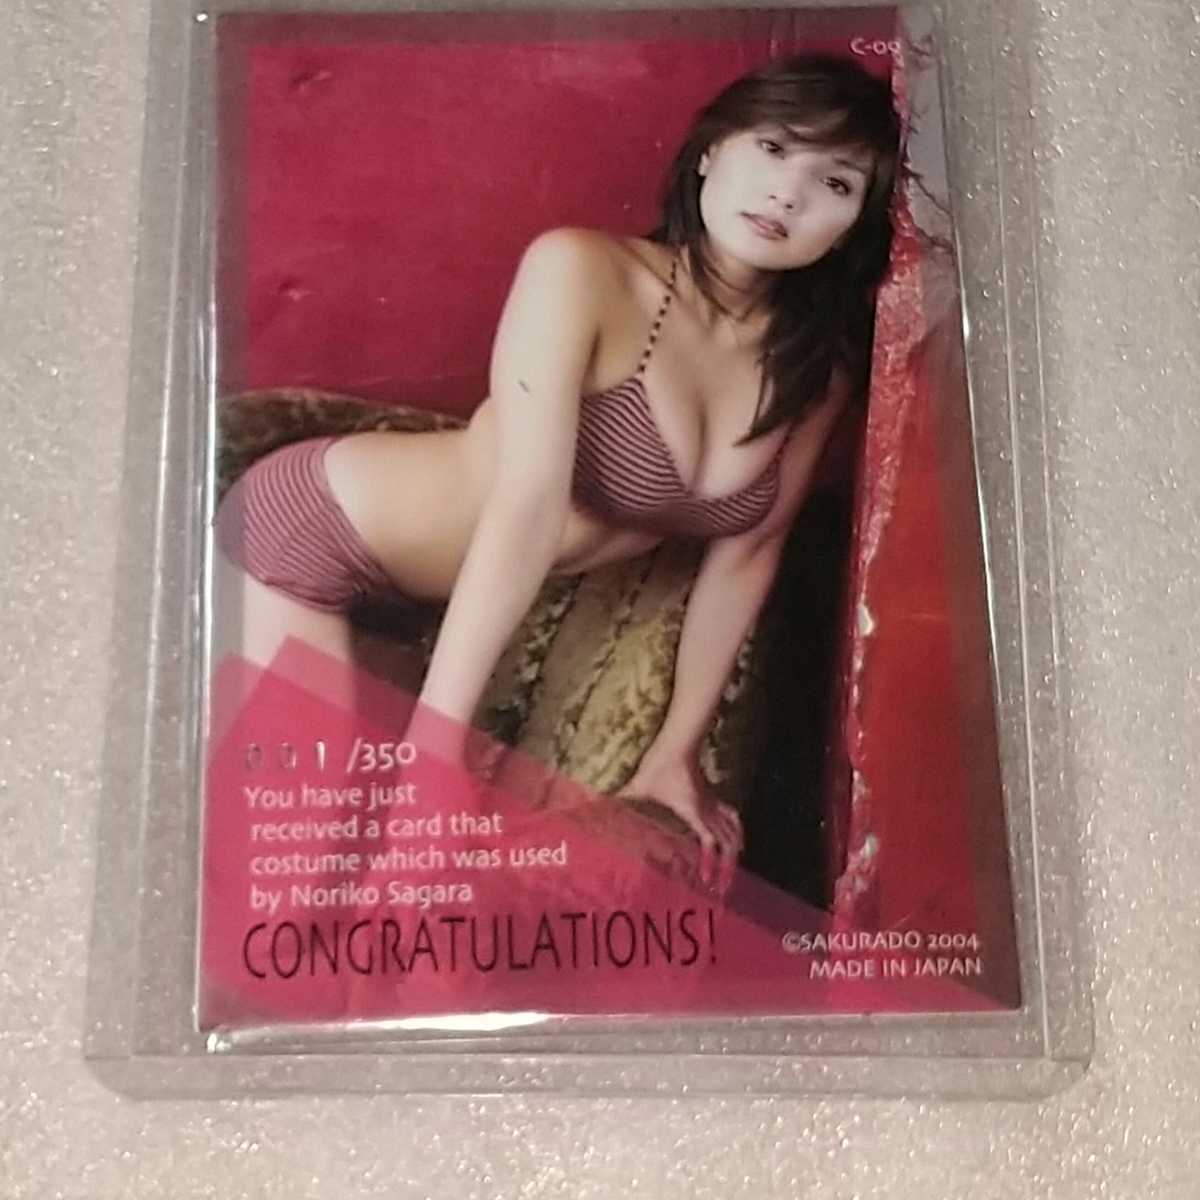 C-09
001/350
You have just
received a card that
costume which was used
by Noriko Sagara
CONGRATULATIONS!
©SAKURADO 2004
MADE IN JAPAN